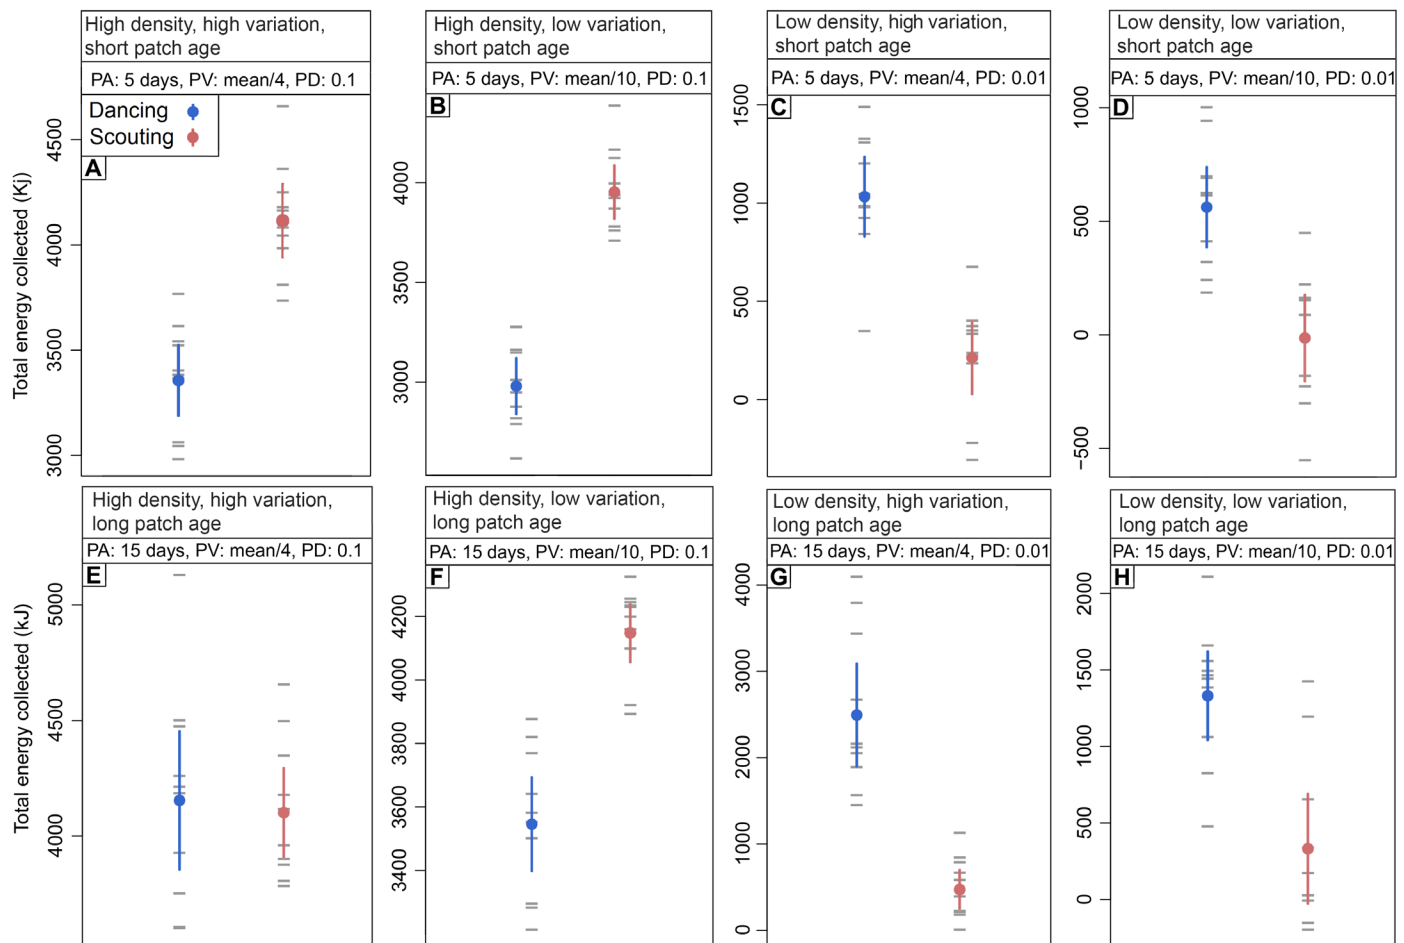 High density, high variation,
short patch age
PA: 5 days, PV: mean/4, PD: 0.1
Dancing
Scouting
A
4500
4000
3500
3000
Total energy collected (Kj)
High density, low variation,
short patch age
PA: 5 days, PV: mean/10, PD: 0.1
B
4000
3500
3000
Low density, high variation,
short patch age
PA: 5 days, PV: mean/4, PD: 0.01
C
1500
1000
500
0
Low density, low variation,
short patch age
PA: 5 days, PV: mean/10, PD: 0.01
D
1000
500
0
−500
High density, high variation,
long patch age
PA: 15 days, PV: mean/4, PD: 0.1
E
5000
4500
4000
Total energy collected (kJ)
High density, low variation,
long patch age
PA: 15 days, PV: mean/10, PD: 0.1
F
4200
4000
3800
3600
3400
Low density, high variation,
long patch age
PA: 15 days, PV: mean/4, PD: 0.01
G
4000
3000
2000
1000
0
Low density, low variation,
long patch age
PA: 15 days, PV: mean/10, PD: 0.01
H
2000
1500
1000
500
0